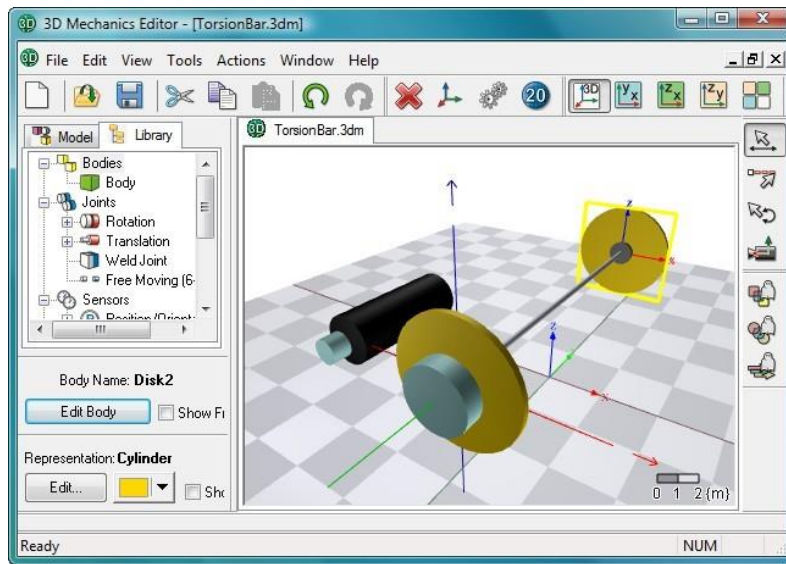 3D Mechanics Editor - [TorsionBar.3dm]
File Edit View Tools Actions Window Help
20 3D y x z x z y
Model Library
TorsionBar.3dm
Bodies
Body
Joints
Rotation
Translation
Weld Joint
Free Moving (6-
Sensors
Body Name: Disk2
Edit Body Show Fr
Representation: Cylinder
Edit... Sho
z
x
z
x
0 1 2 {m}
Ready NUM